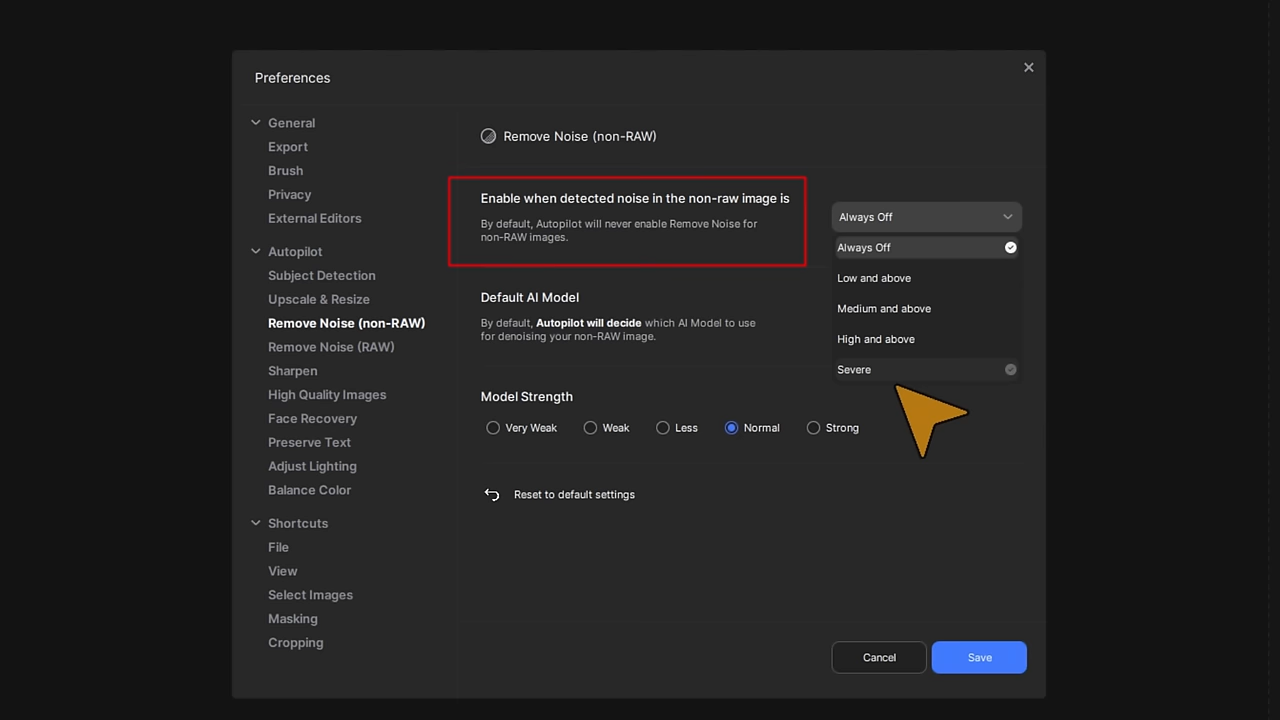 Preferences
General
Export
Brush
Privacy
External Editors
Autopilot
Subject Detection
Upscale & Resize
Remove Noise (non-RAW)
Remove Noise (RAW)
Sharpen
High Quality Images
Face Recovery
Preserve Text
Adjust Lighting
Balance Color
Shortcuts
File
View
Select Images
Masking
Cropping
Remove Noise (non-RAW)
Enable when detected noise in the non-raw image is
By default, Autopilot will never enable Remove Noise for
non-RAW images.
Always Off
Always Off
Low and above
Medium and above
High and above
Severe
Default AI Model
By default, Autopilot will decide which AI Model to use
for denoising your non-RAW image.
Model Strength
Very Weak Weak Less Normal Strong
Reset to default settings
Cancel Save